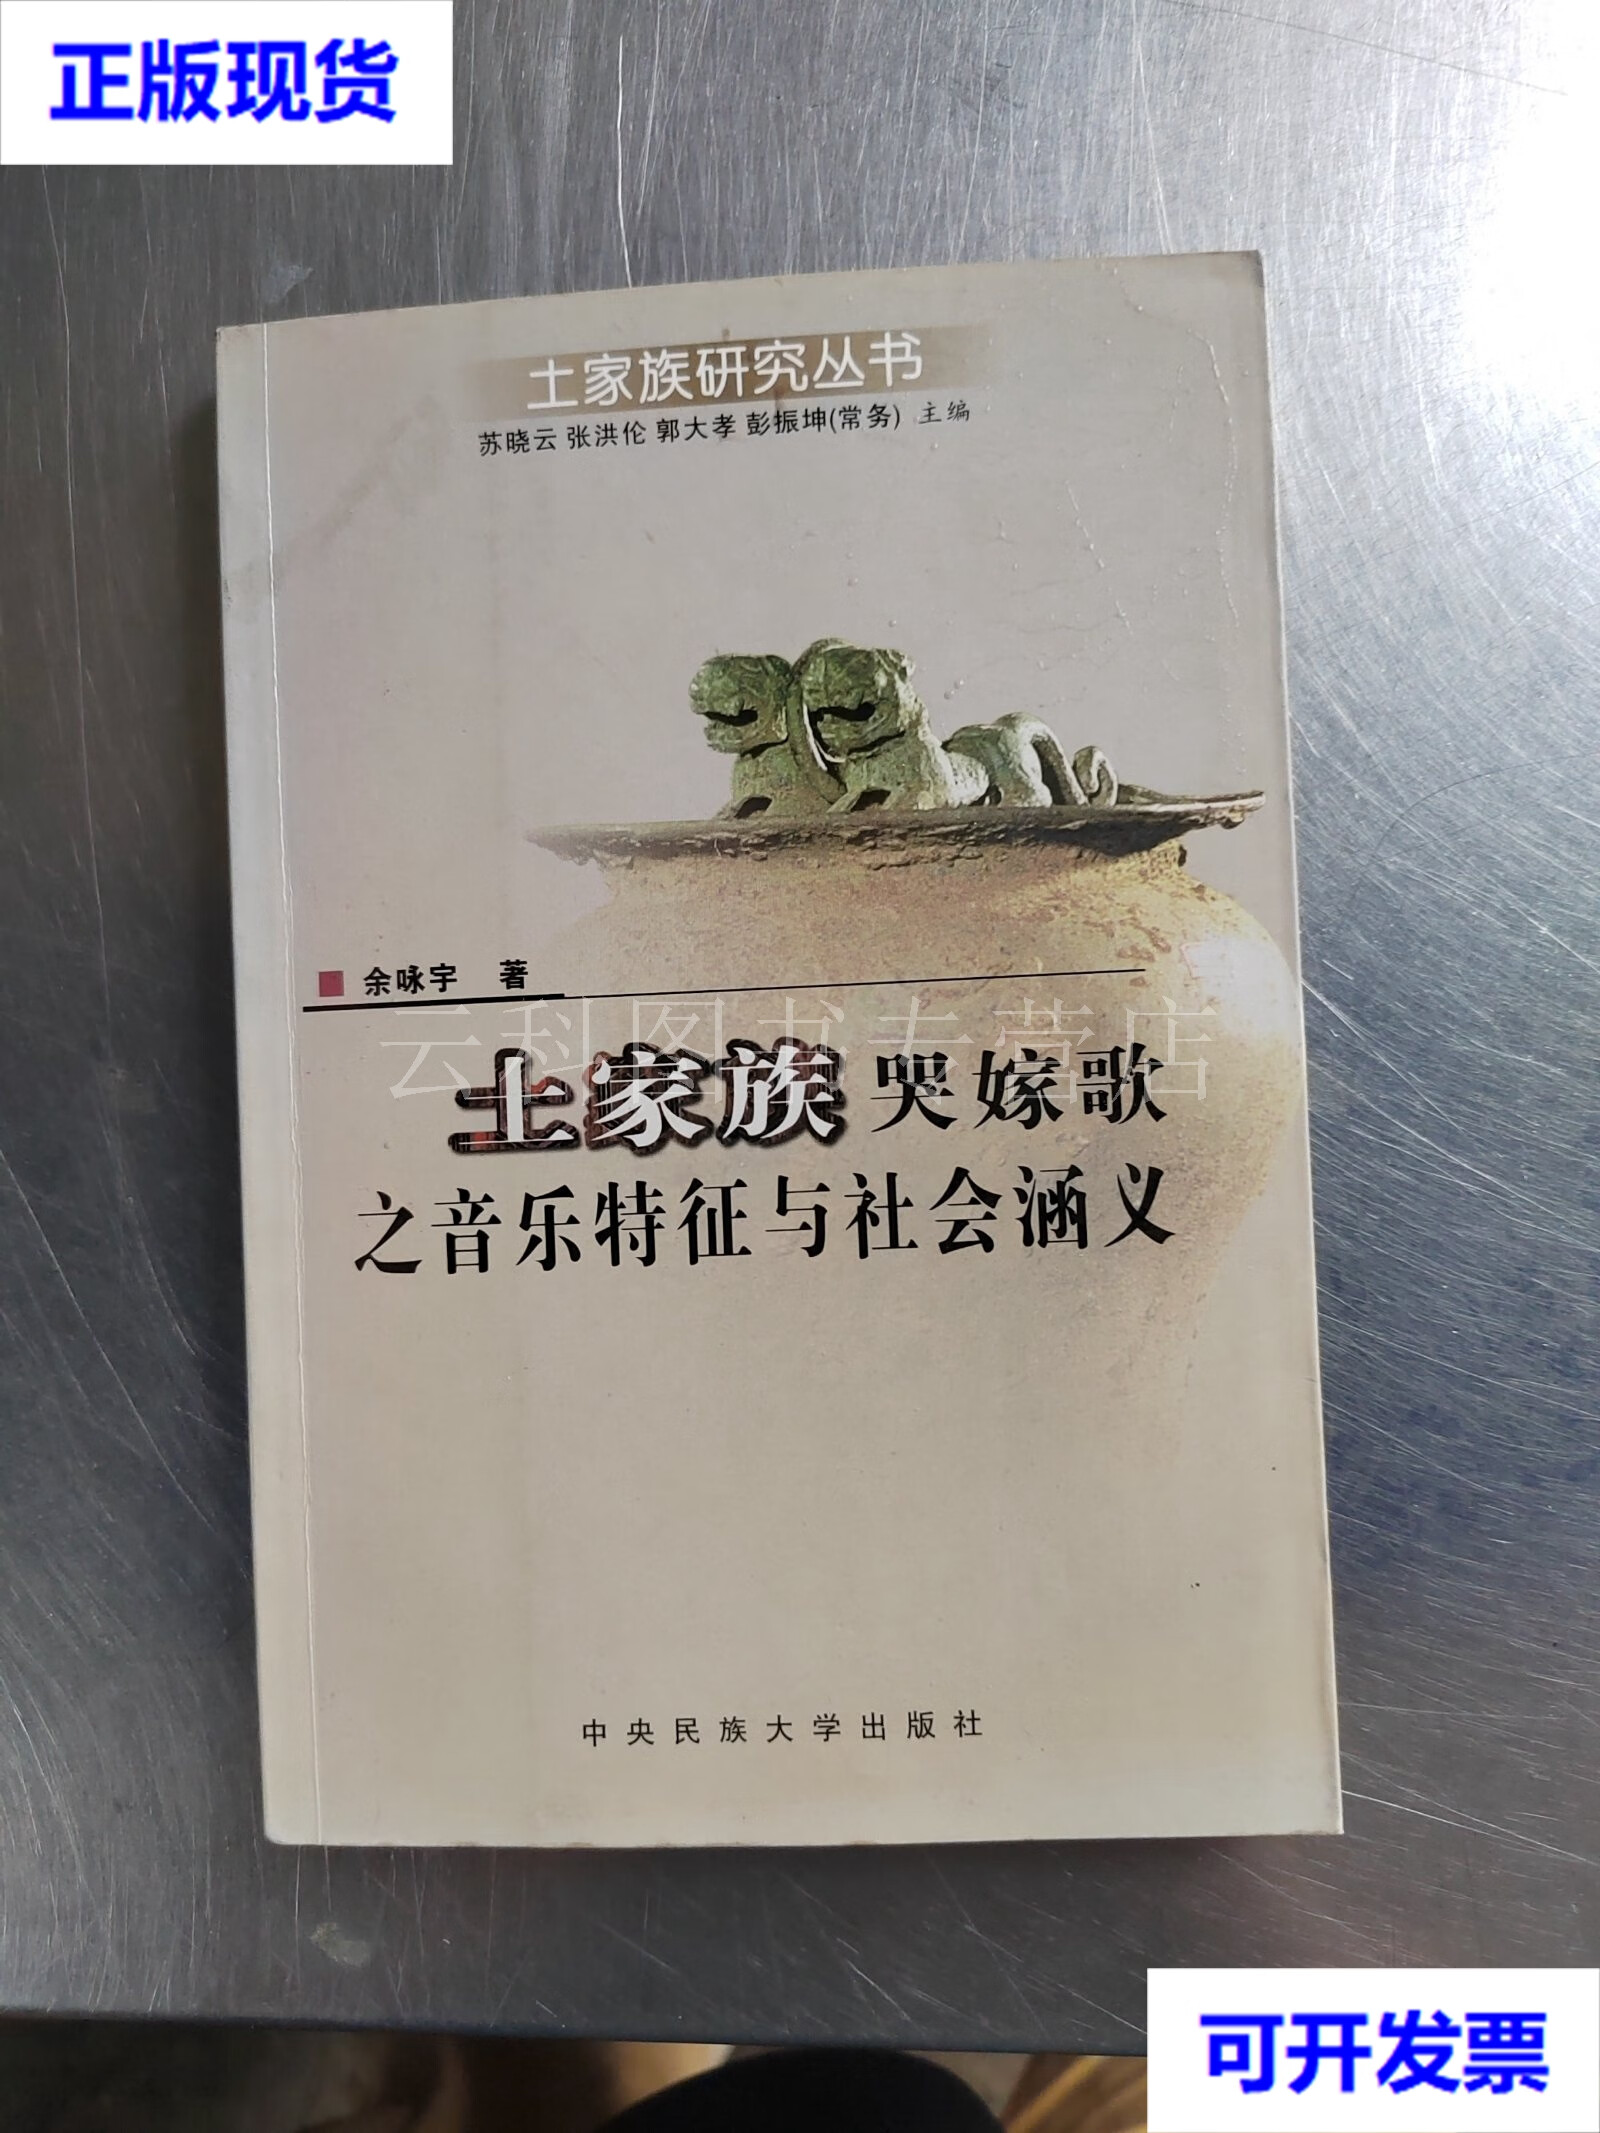 正版现货
土家族研究丛书
苏晓云 张洪伦 郭大孝 彭振坤(常务) 主编
余咏宇 著
云科图书专营店
土家族哭嫁歌
之音乐特征与社会涵义
中央民族大学出版社
可开发票